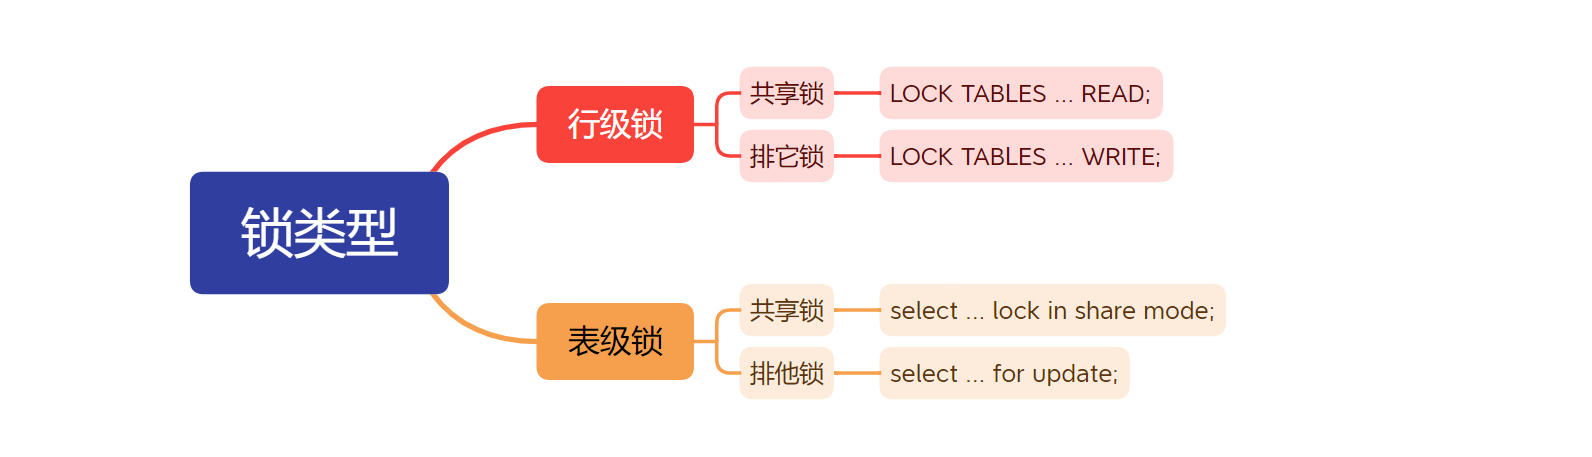 锁类型
行级锁
共享锁
LOCK TABLES ... READ;
排它锁
LOCK TABLES ... WRITE;
表级锁
共享锁
select ... lock in share mode;
排他锁
select ... for update;